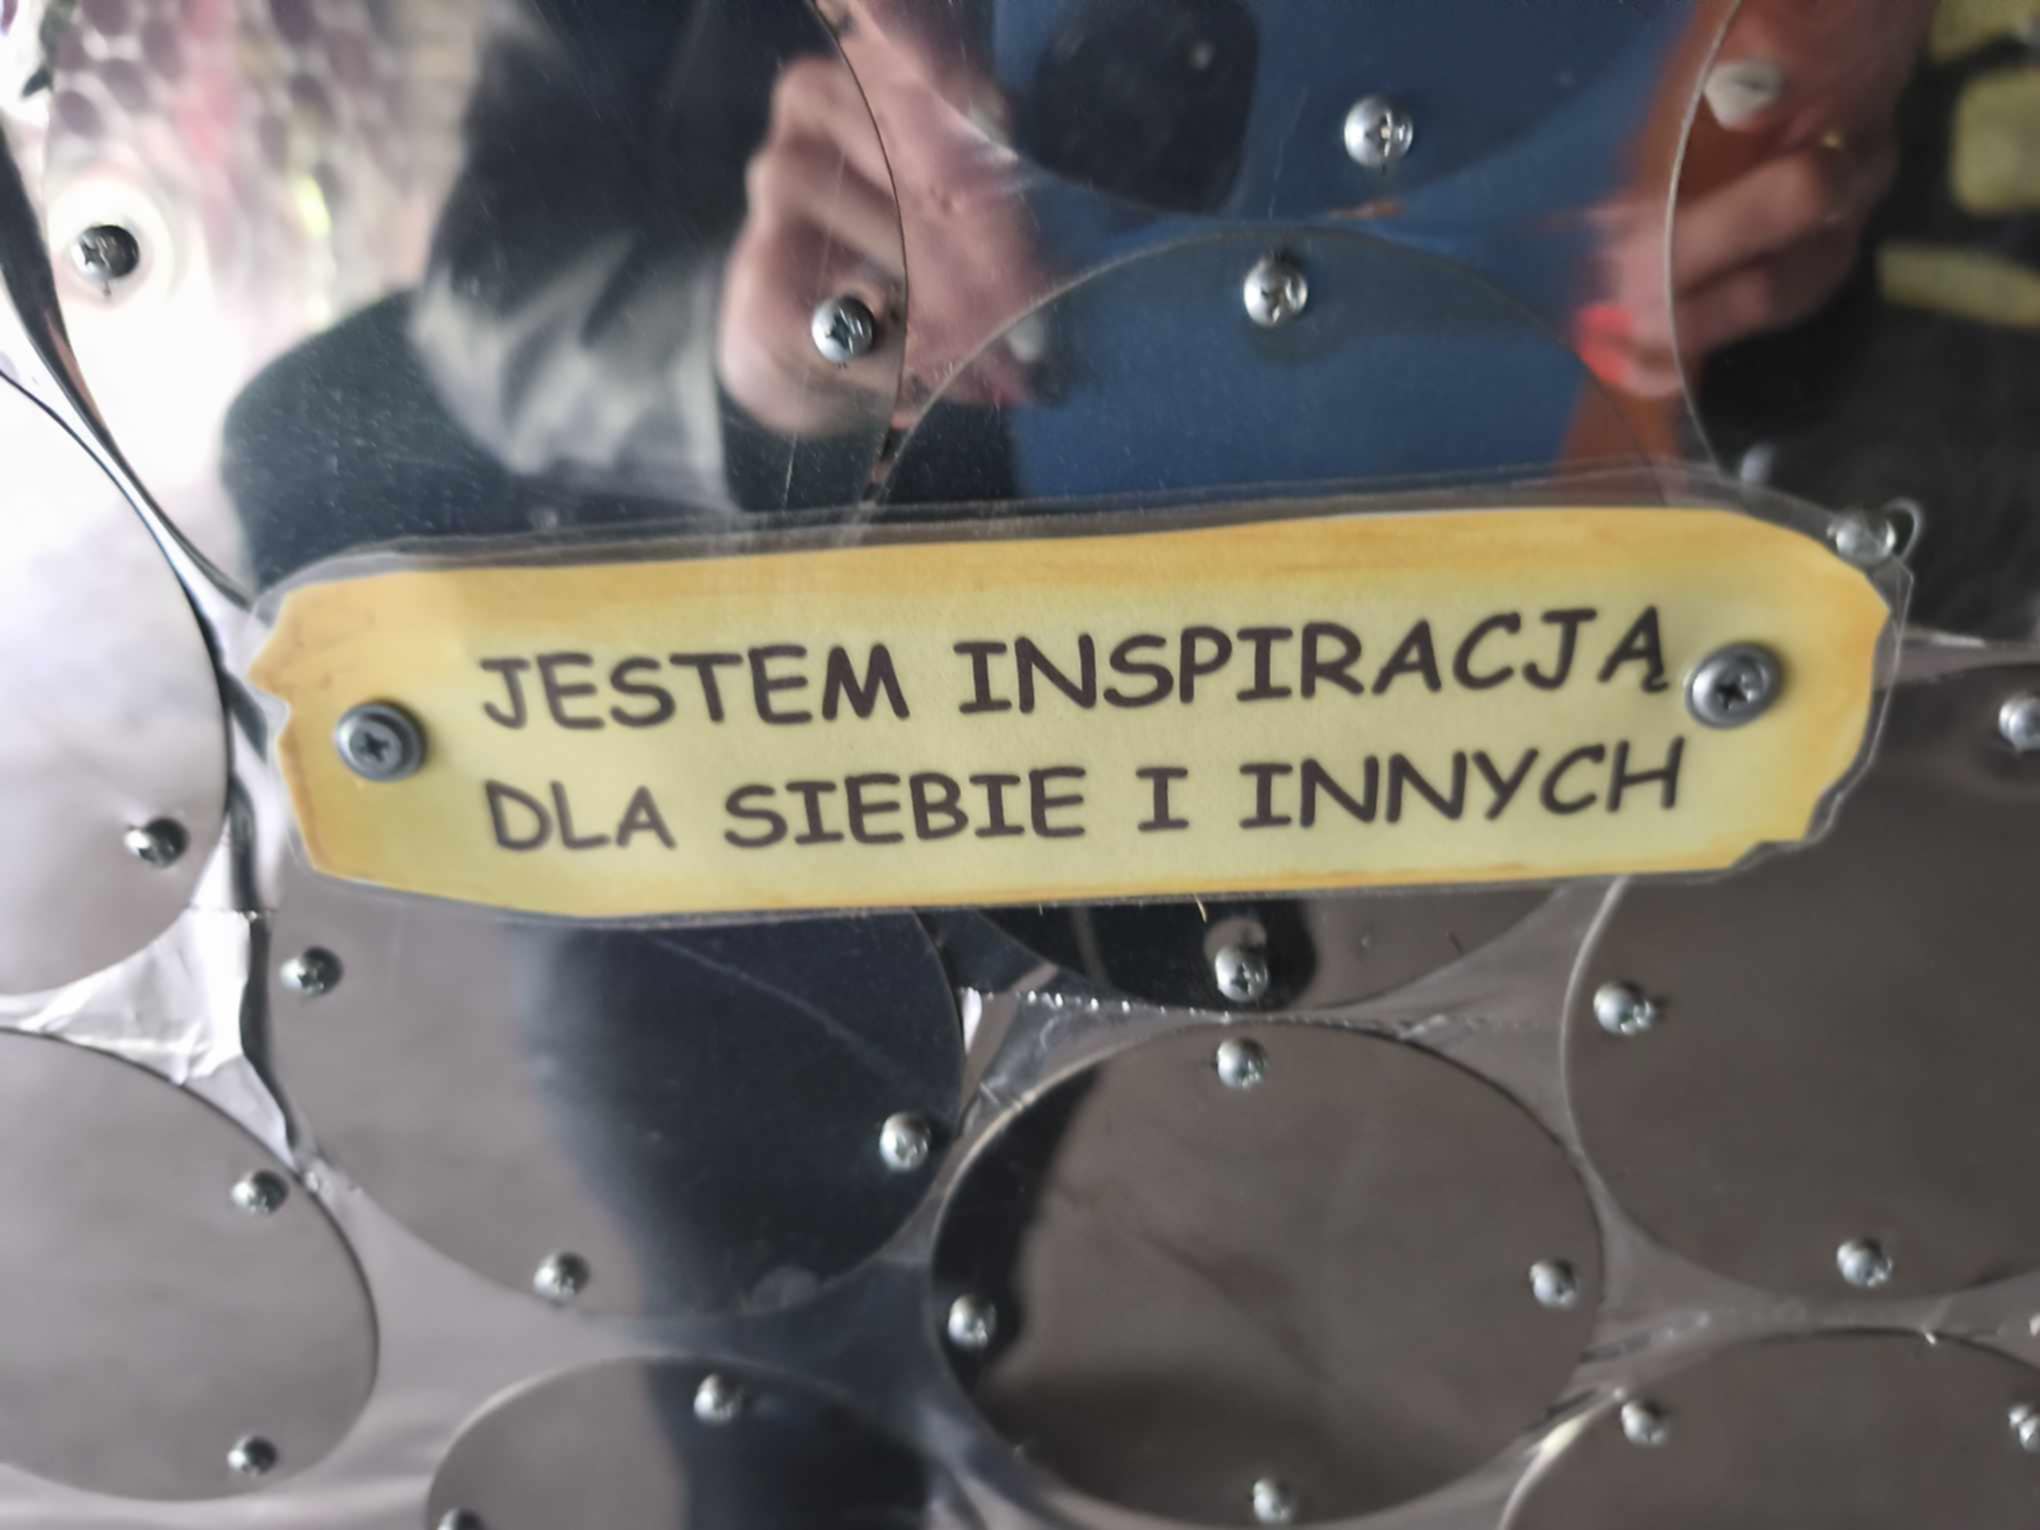 JESTEM INSPIRACJĄ
DLA SIEBIE I INNYCH